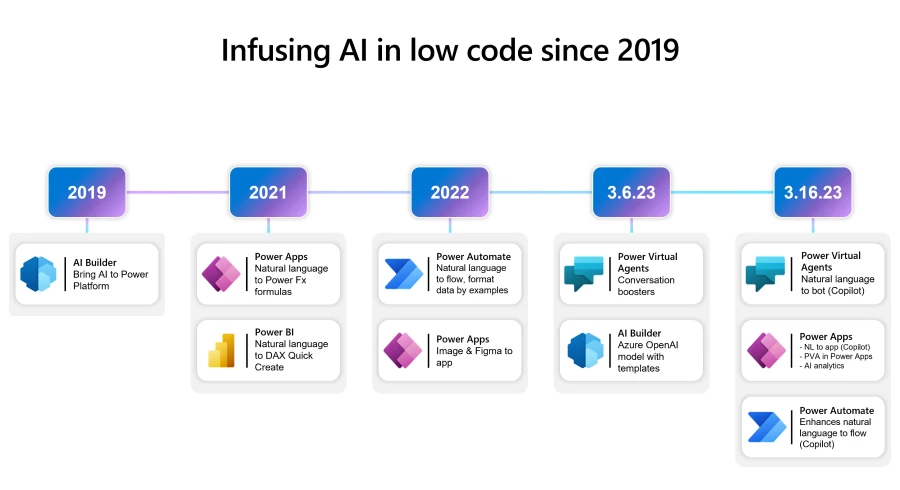 Infusing AI in low code since 2019
2019
2021
2022
3.6.23
3.16.23
AI Builder
Bring AI to Power
Platform
Power Apps
Natural language
to Power Fx
formulas
Power BI
Natural language
to DAX Quick
Create
Power Automate
Natural language
to flow, format
data by examples
Power Apps
Image & Figma to
app
Power Virtual
Agents
Conversation
boosters
AI Builder
Azure OpenAI
model with
templates
Power Virtual
Agents
Natural language
to bot (Copilot)
Power Apps
- NL to app (Copilot)
- PVA in Power Apps
- AI analytics
Power Automate
Enhances natural
language to flow
(Copilot)